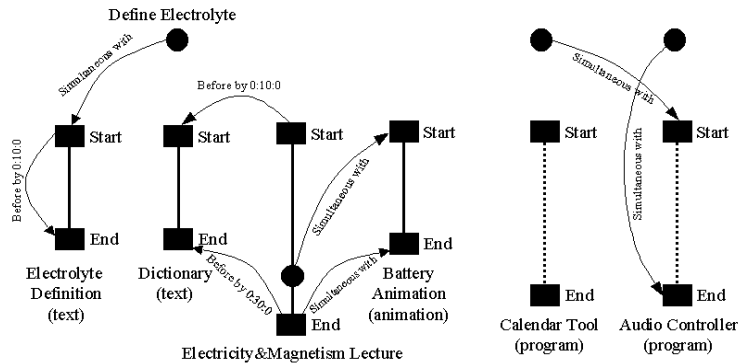 Define Electrolyte
Simultaneous with
Before by 0:10:0
Simultaneous with
Start
Start
Start
Start
Start
Start
Before by 0:10:0
Simultaneous with
Simultaneous with
End
End
End
End
End
End
Before by 0:30:0
Simultaneous with
Electrolyte
Definition
(text)
Dictionary
(text)
Battery
Animation
(animation)
Electricity&Magnetism Lecture
Calendar Tool
(program)
Audio Controller
(program)